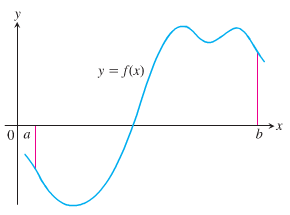 y
y = f(x)
0 a b x